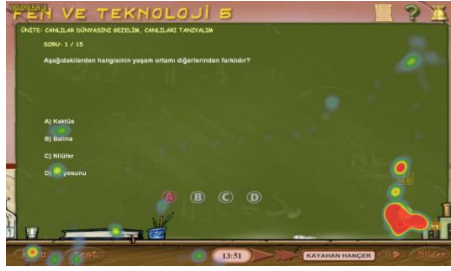 FEN VE TEKNOLOJİ 5
ÜNİTE: CANLILAR DÜNYASINI GEZELİM, CANLILARI TANIYALIM
SORU: 1 / 15
Aşağıdakilerden hangisinin yaşam ortamı diğerlerinden farklıdır?
A) Kaktüs
B) Balina
C) Nilüfer
D)
A B C D
13:51
KAYAHAN HANÇER